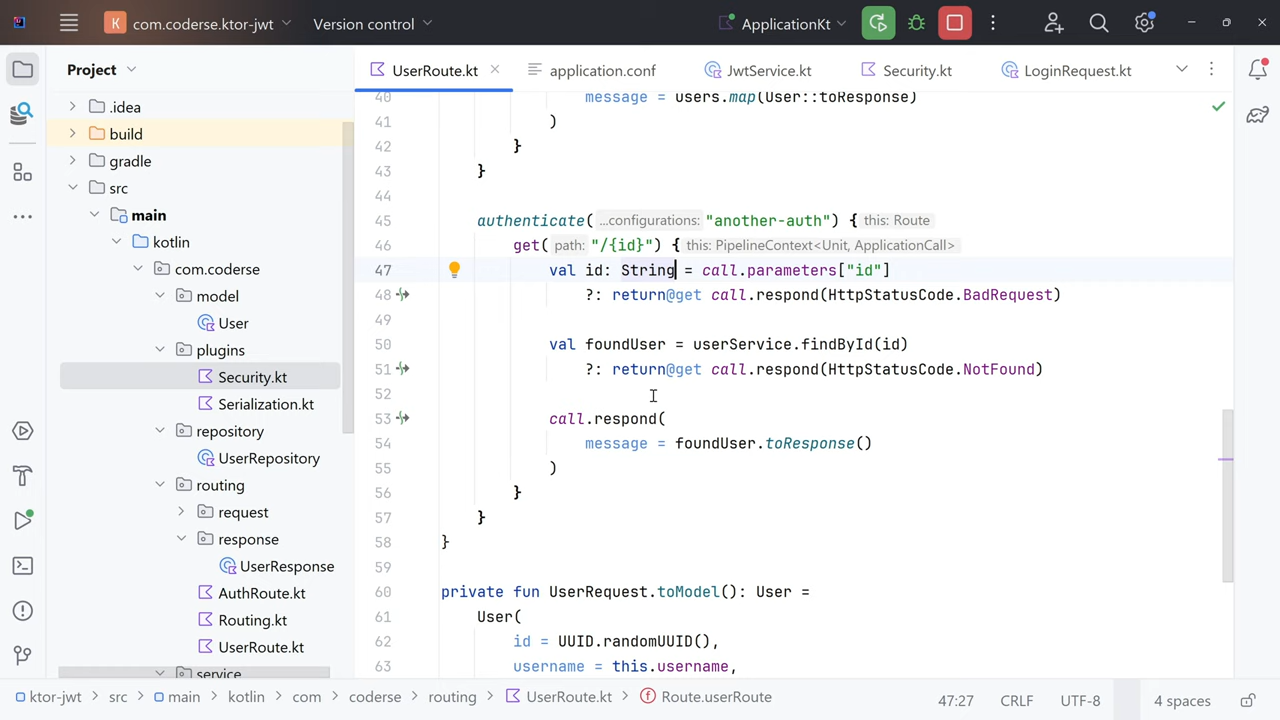 K com.coderse.ktor-jwt Version control ApplicationKt
Project
UserRoute.kt application.conf JwtService.kt Security.kt LoginRequest.kt
.idea
build
gradle
src
main
kotlin
com.coderse
model
User
plugins
Security.kt
Serialization.kt
repository
UserRepository
routing
request
response
UserResponse
AuthRoute.kt
Routing.kt
UserRoute.kt
service
40 message = users.map(User::toResponse)
41 )
42 }
43 }
44
45 authenticate( ...configurations: "another-auth") { this: Route
46 get( path: "/{id}") { this: PipelineContext<Unit, ApplicationCall>
47 val id: String = call.parameters["id"]
48 ?: return@get call.respond(HttpStatusCode.BadRequest)
49
50 val foundUser = userService.findById(id)
51 ?: return@get call.respond(HttpStatusCode.NotFound)
52
53 call.respond(
54 message = foundUser.toResponse()
55 )
56 }
57 }
58 }
59
60 private fun UserRequest.toModel(): User =
61 User(
62 id = UUID.randomUUID(),
63 username = this.username,
ktor-jwt > src > main > kotlin > com > coderse > routing > UserRoute.kt > Route.userRoute 47:27 CRLF UTF-8 4 spaces